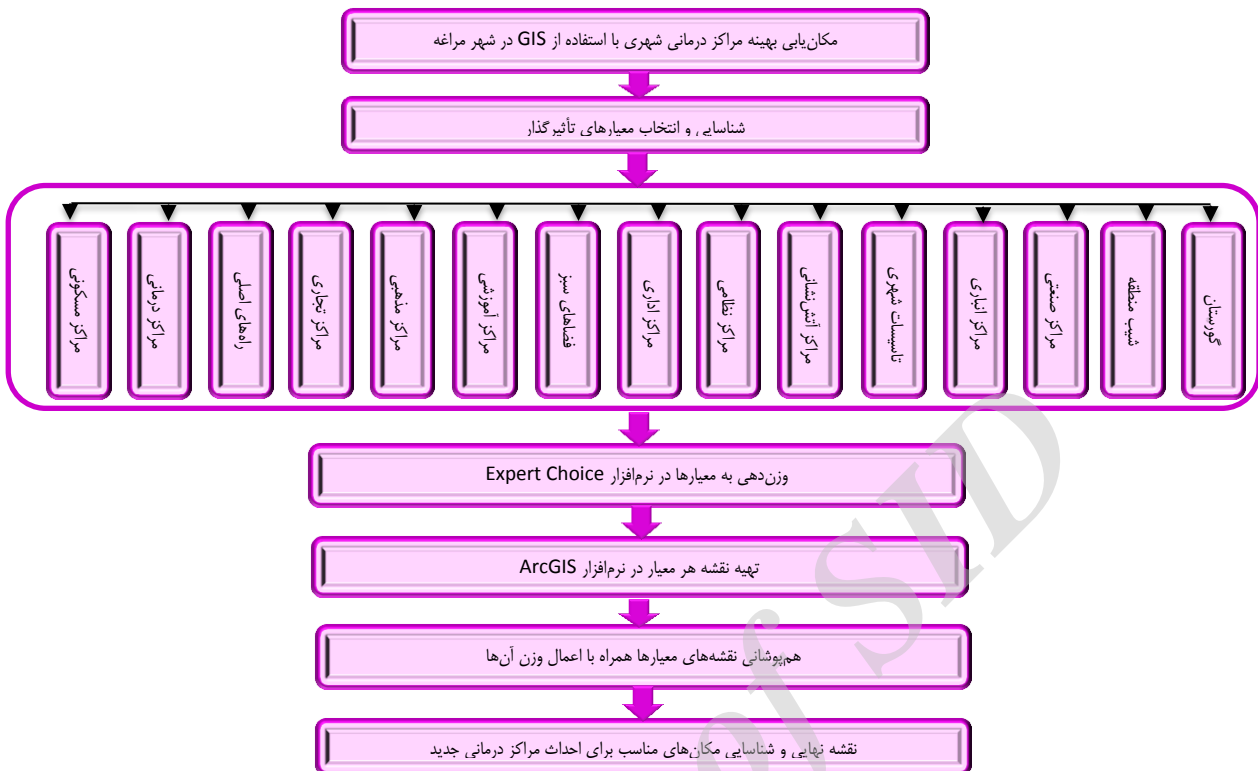 مکان‌یابی بهینه مراکز درمانی شهری با استفاده از GIS در شهر مراغه
شناسایی و انتخاب معیارهای تأثیرگذار
گورستان
شیب منطقه
مراکز صنعتی
مراکز انباری
تاسیسات شهری
مراکز آتش‌نشانی
مراکز نظامی
مراکز اداری
فضاهای سبز
مراکز آموزشی
مراکز مذهبی
مراکز تجاری
راه‌های اصلی
مراکز درمانی
مراکز مسکونی
وزن‌دهی به معیارها در نرم‌افزار Expert Choice
تهیه نقشه هر معیار در نرم‌افزار ArcGIS
هم‌پوشانی نقشه‌های معیارها همراه با اعمال وزن آن‌ها
نقشه نهایی و شناسایی مکان‌های مناسب برای احداث مراکز درمانی جدید
of SID